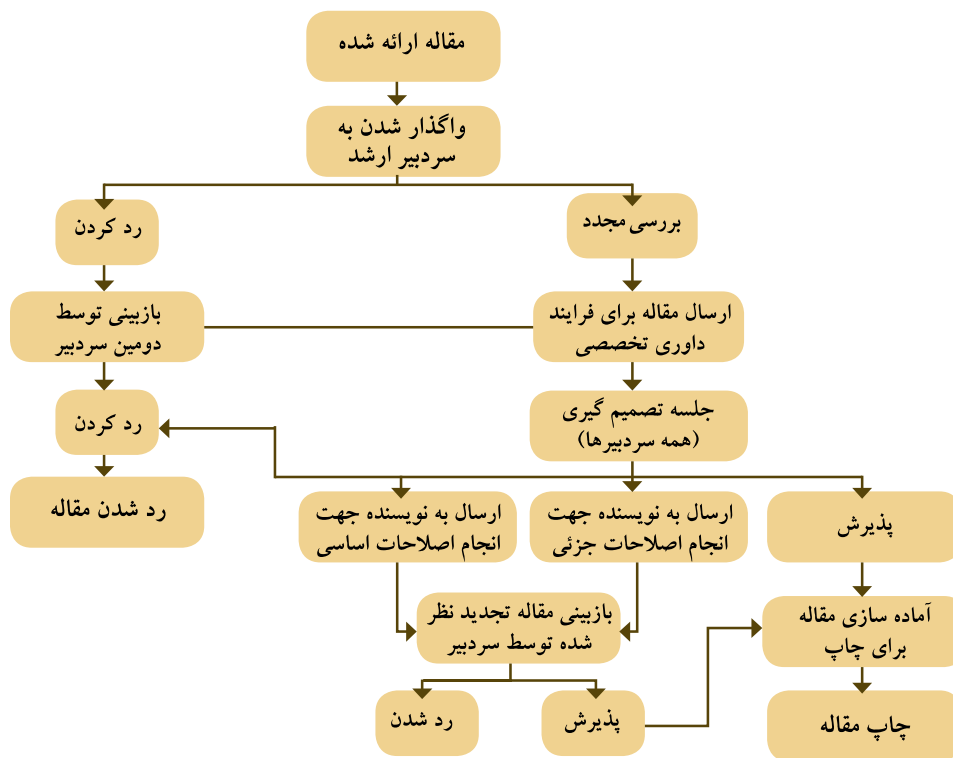 مقاله ارائه شده
واگذار شدن به
سردبیر ارشد
بررسی مجدد
رد کردن
ارسال مقاله برای فرایند
داوری تخصصی
بازبینی توسط
دومین سردبیر
جلسه تصمیم گیری
(همه سردبیرها)
رد کردن
رد شدن مقاله
پذیرش
ارسال به نویسنده جهت
انجام اصلاحات جزئی
ارسال به نویسنده جهت
انجام اصلاحات اساسی
آماده سازی مقاله
برای چاپ
بازبینی مقاله تجدید نظر
شده توسط سردبیر
چاپ مقاله
پذیرش
رد شدن